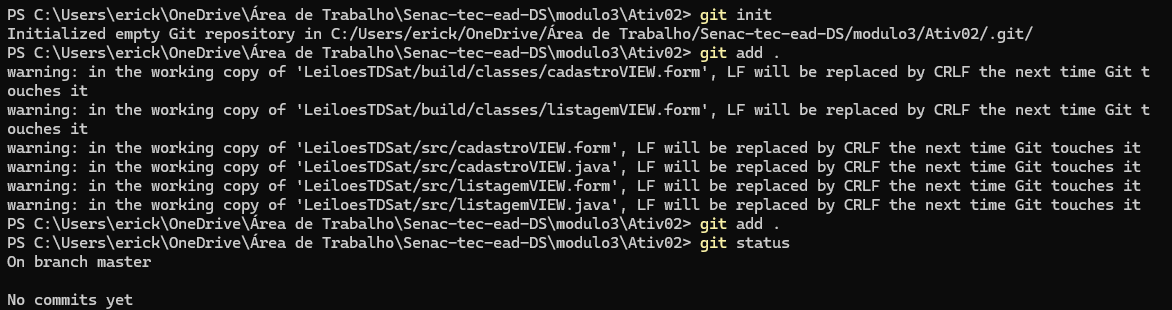 PS C:\Users\erick\OneDrive\Área de Trabalho\Senac-tec-ead-DS\modulo3\Ativ02> git init
Initialized empty Git repository in C:/Users/erick/OneDrive/Área de Trabalho/Senac-tec-ead-DS/modulo3/Ativ02/.git/
PS C:\Users\erick\OneDrive\Área de Trabalho\Senac-tec-ead-DS\modulo3\Ativ02> git add .
warning: in the working copy of 'LeiloesTDSat/build/classes/cadastroVIEW.form', LF will be replaced by CRLF the next time Git t
ouches it
warning: in the working copy of 'LeiloesTDSat/build/classes/listagemVIEW.form', LF will be replaced by CRLF the next time Git t
ouches it
warning: in the working copy of 'LeiloesTDSat/src/cadastroVIEW.form', LF will be replaced by CRLF the next time Git touches it
warning: in the working copy of 'LeiloesTDSat/src/cadastroVIEW.java', LF will be replaced by CRLF the next time Git touches it
warning: in the working copy of 'LeiloesTDSat/src/listagemVIEW.form', LF will be replaced by CRLF the next time Git touches it
warning: in the working copy of 'LeiloesTDSat/src/listagemVIEW.java', LF will be replaced by CRLF the next time Git touches it
PS C:\Users\erick\OneDrive\Área de Trabalho\Senac-tec-ead-DS\modulo3\Ativ02> git add .
PS C:\Users\erick\OneDrive\Área de Trabalho\Senac-tec-ead-DS\modulo3\Ativ02> git status
On branch master
No commits yet